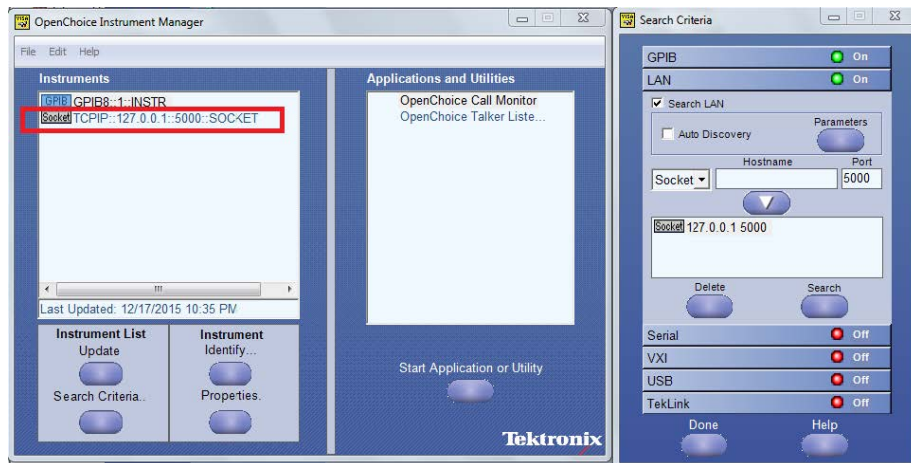 OpenChoice Instrument Manager
File Edit Help
Instruments
GPIB GPIB8::1::INSTR
Socket TCPIP::127.0.0.1::5000::SOCKET
Last Updated: 12/17/2015 10:35 PM
Instrument List
Update
Search Criteria..
Instrument
Identify...
Properties.
Applications and Utilities
OpenChoice Call Monitor
OpenChoice Talker Liste...
Start Application or Utility
Tektronix
Search Criteria
GPIB On
LAN On
Search LAN
Auto Discovery
Parameters
Hostname Port
Socket 5000
Socket 127.0.0.1 5000
Delete Search
Serial Off
VXI Off
USB Off
TekLink Off
Done Help